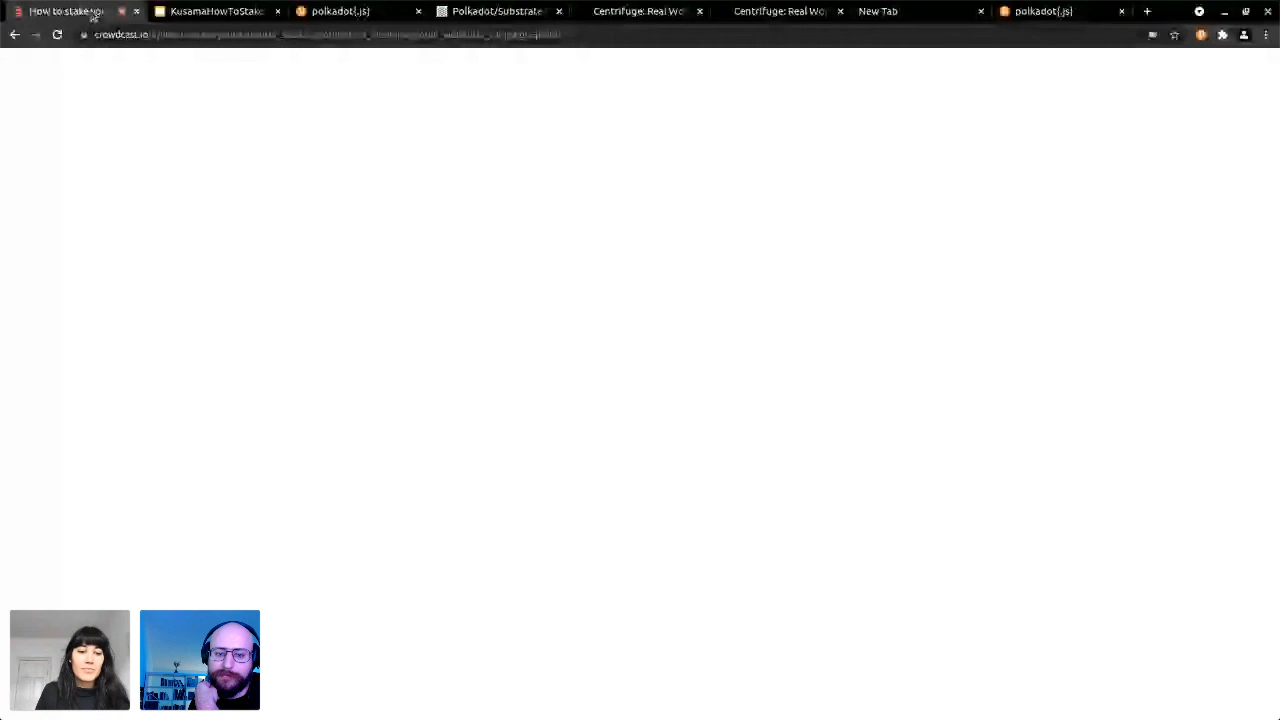 How to stake yo
KusamaHowToStake
polkadot{.js}
Polkadot/Substrate
Centrifuge: Real Wo
Centrifuge: Real Wo
New Tab
polkadot{.js}
crowdcast.io